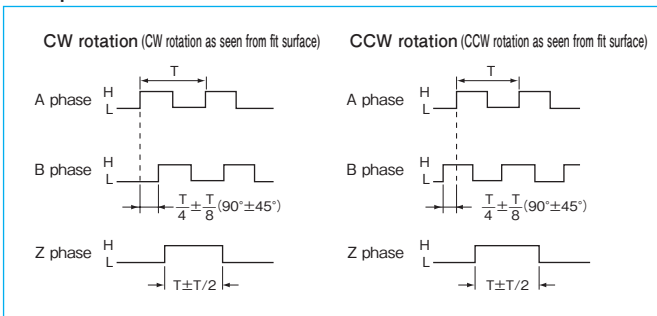 CW rotation (CW rotation as seen from fit surface)
T
A phase H
L
B phase H
L
T/4 ± T/8 (90°±45°)
Z phase H
L
T±T/2
CCW rotation (CCW rotation as seen from fit surface)
T
A phase H
L
B phase H
L
T/4 ± T/8 (90°±45°)
Z phase H
L
T±T/2